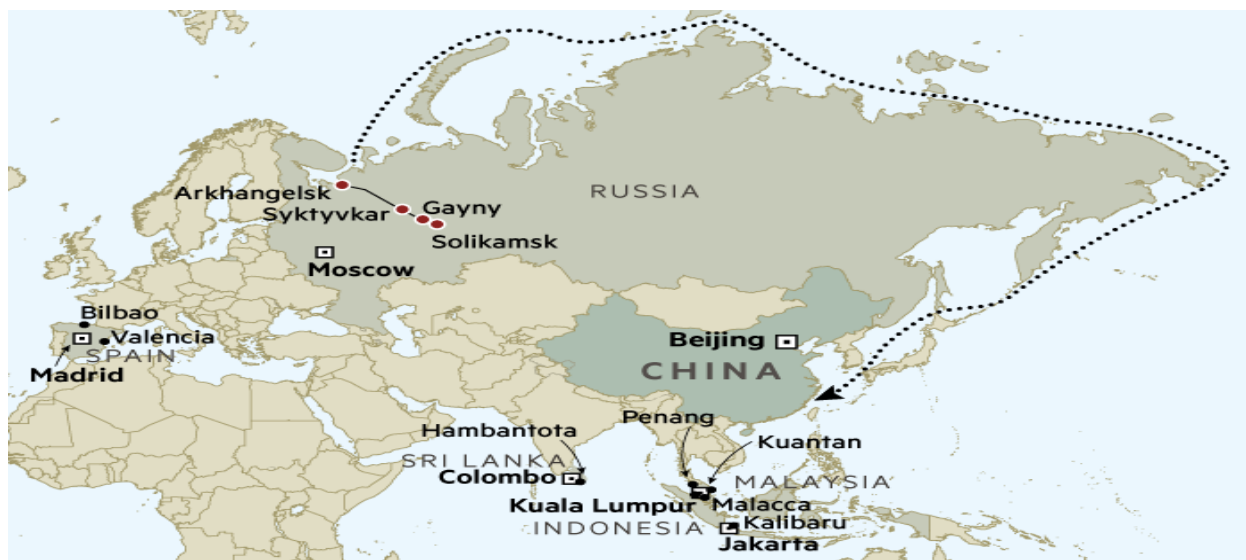 RUSSIA
Arkhangelsk
Syktyvkar
Gayny
Solikamsk
Moscow
Bilbao
Valencia
SPAIN
Madrid
Beijing
CHINA
Penang
Hambantota
Kuantan
SRI LANKA
Colombo
MALAYSIA
Kuala Lumpur
Malacca
INDONESIA
Kalibaru
Jakarta